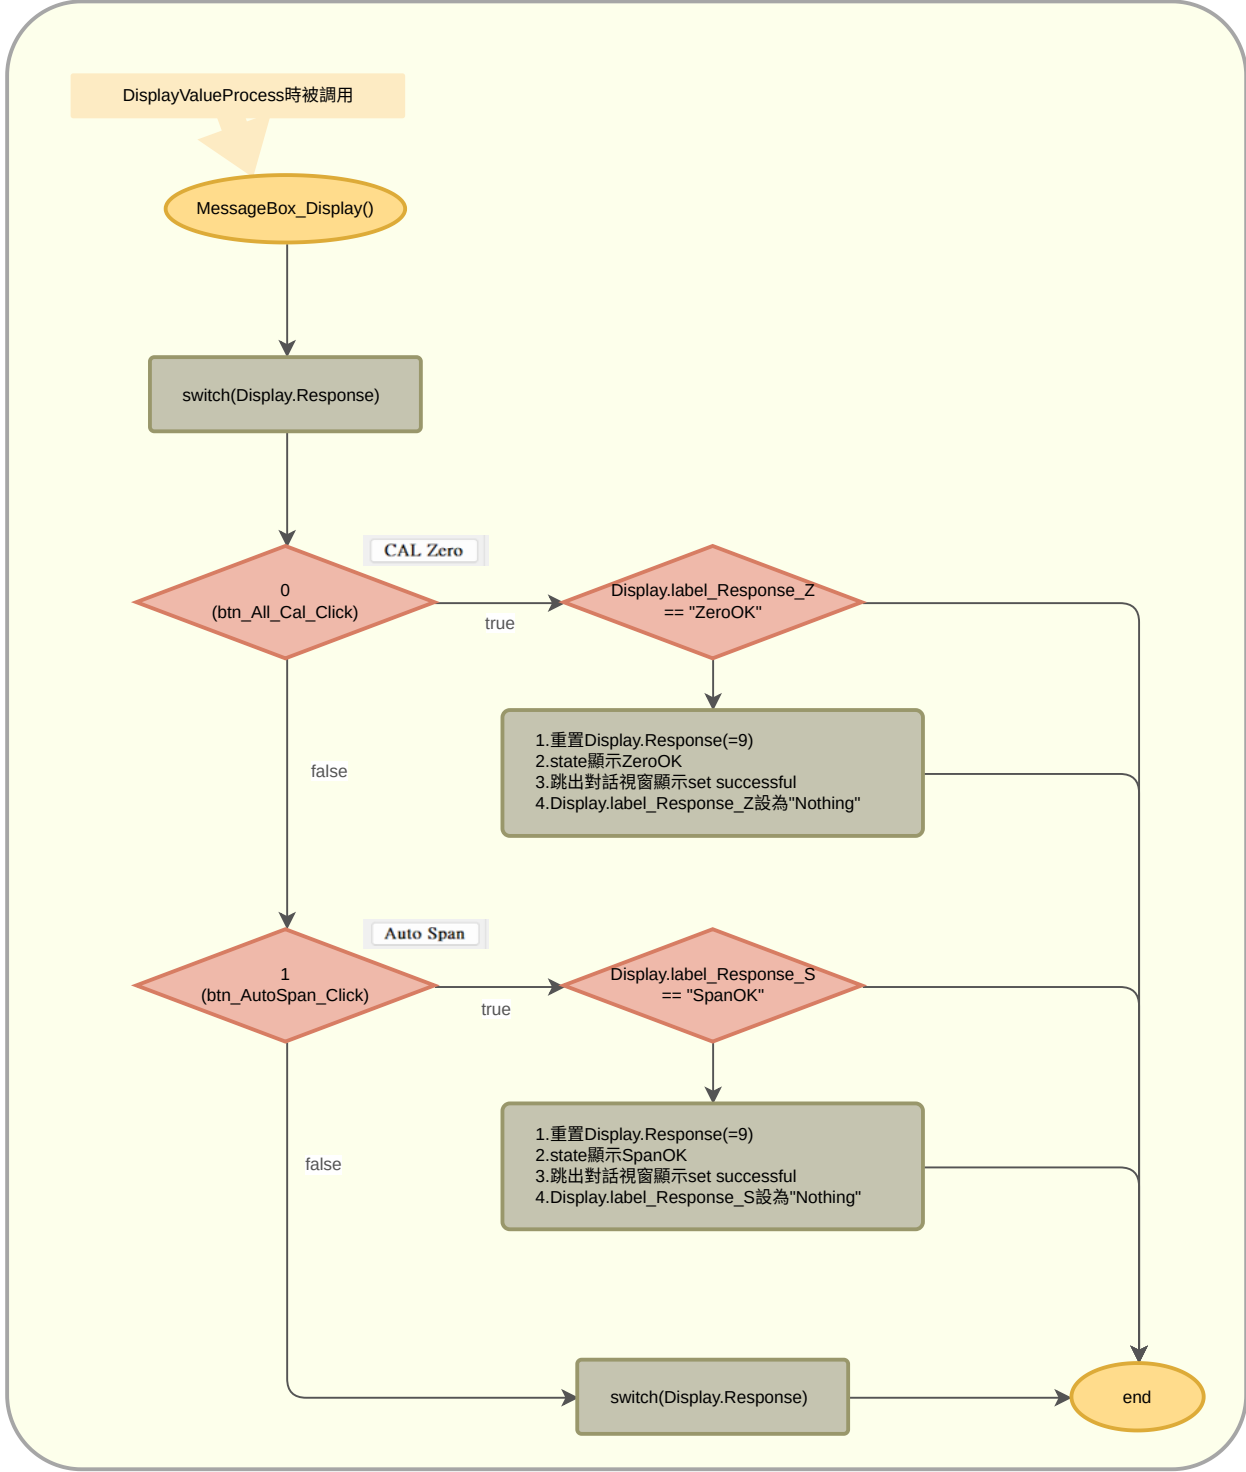 DisplayValueProcess時被調用
MessageBox_Display()
switch(Display.Response)
CAL Zero
0
(btn_All_Cal_Click)
true
Display.label_Response_Z
== "ZeroOK"
1.重置Display.Response(=9)
2.state顯示ZeroOK
3.跳出對話視窗顯示set successful
4.Display.label_Response_Z設為"Nothing"
false
Auto Span
1
(btn_AutoSpan_Click)
true
Display.label_Response_S
== "SpanOK"
1.重置Display.Response(=9)
2.state顯示SpanOK
3.跳出對話視窗顯示set successful
4.Display.label_Response_S設為"Nothing"
false
switch(Display.Response)
end